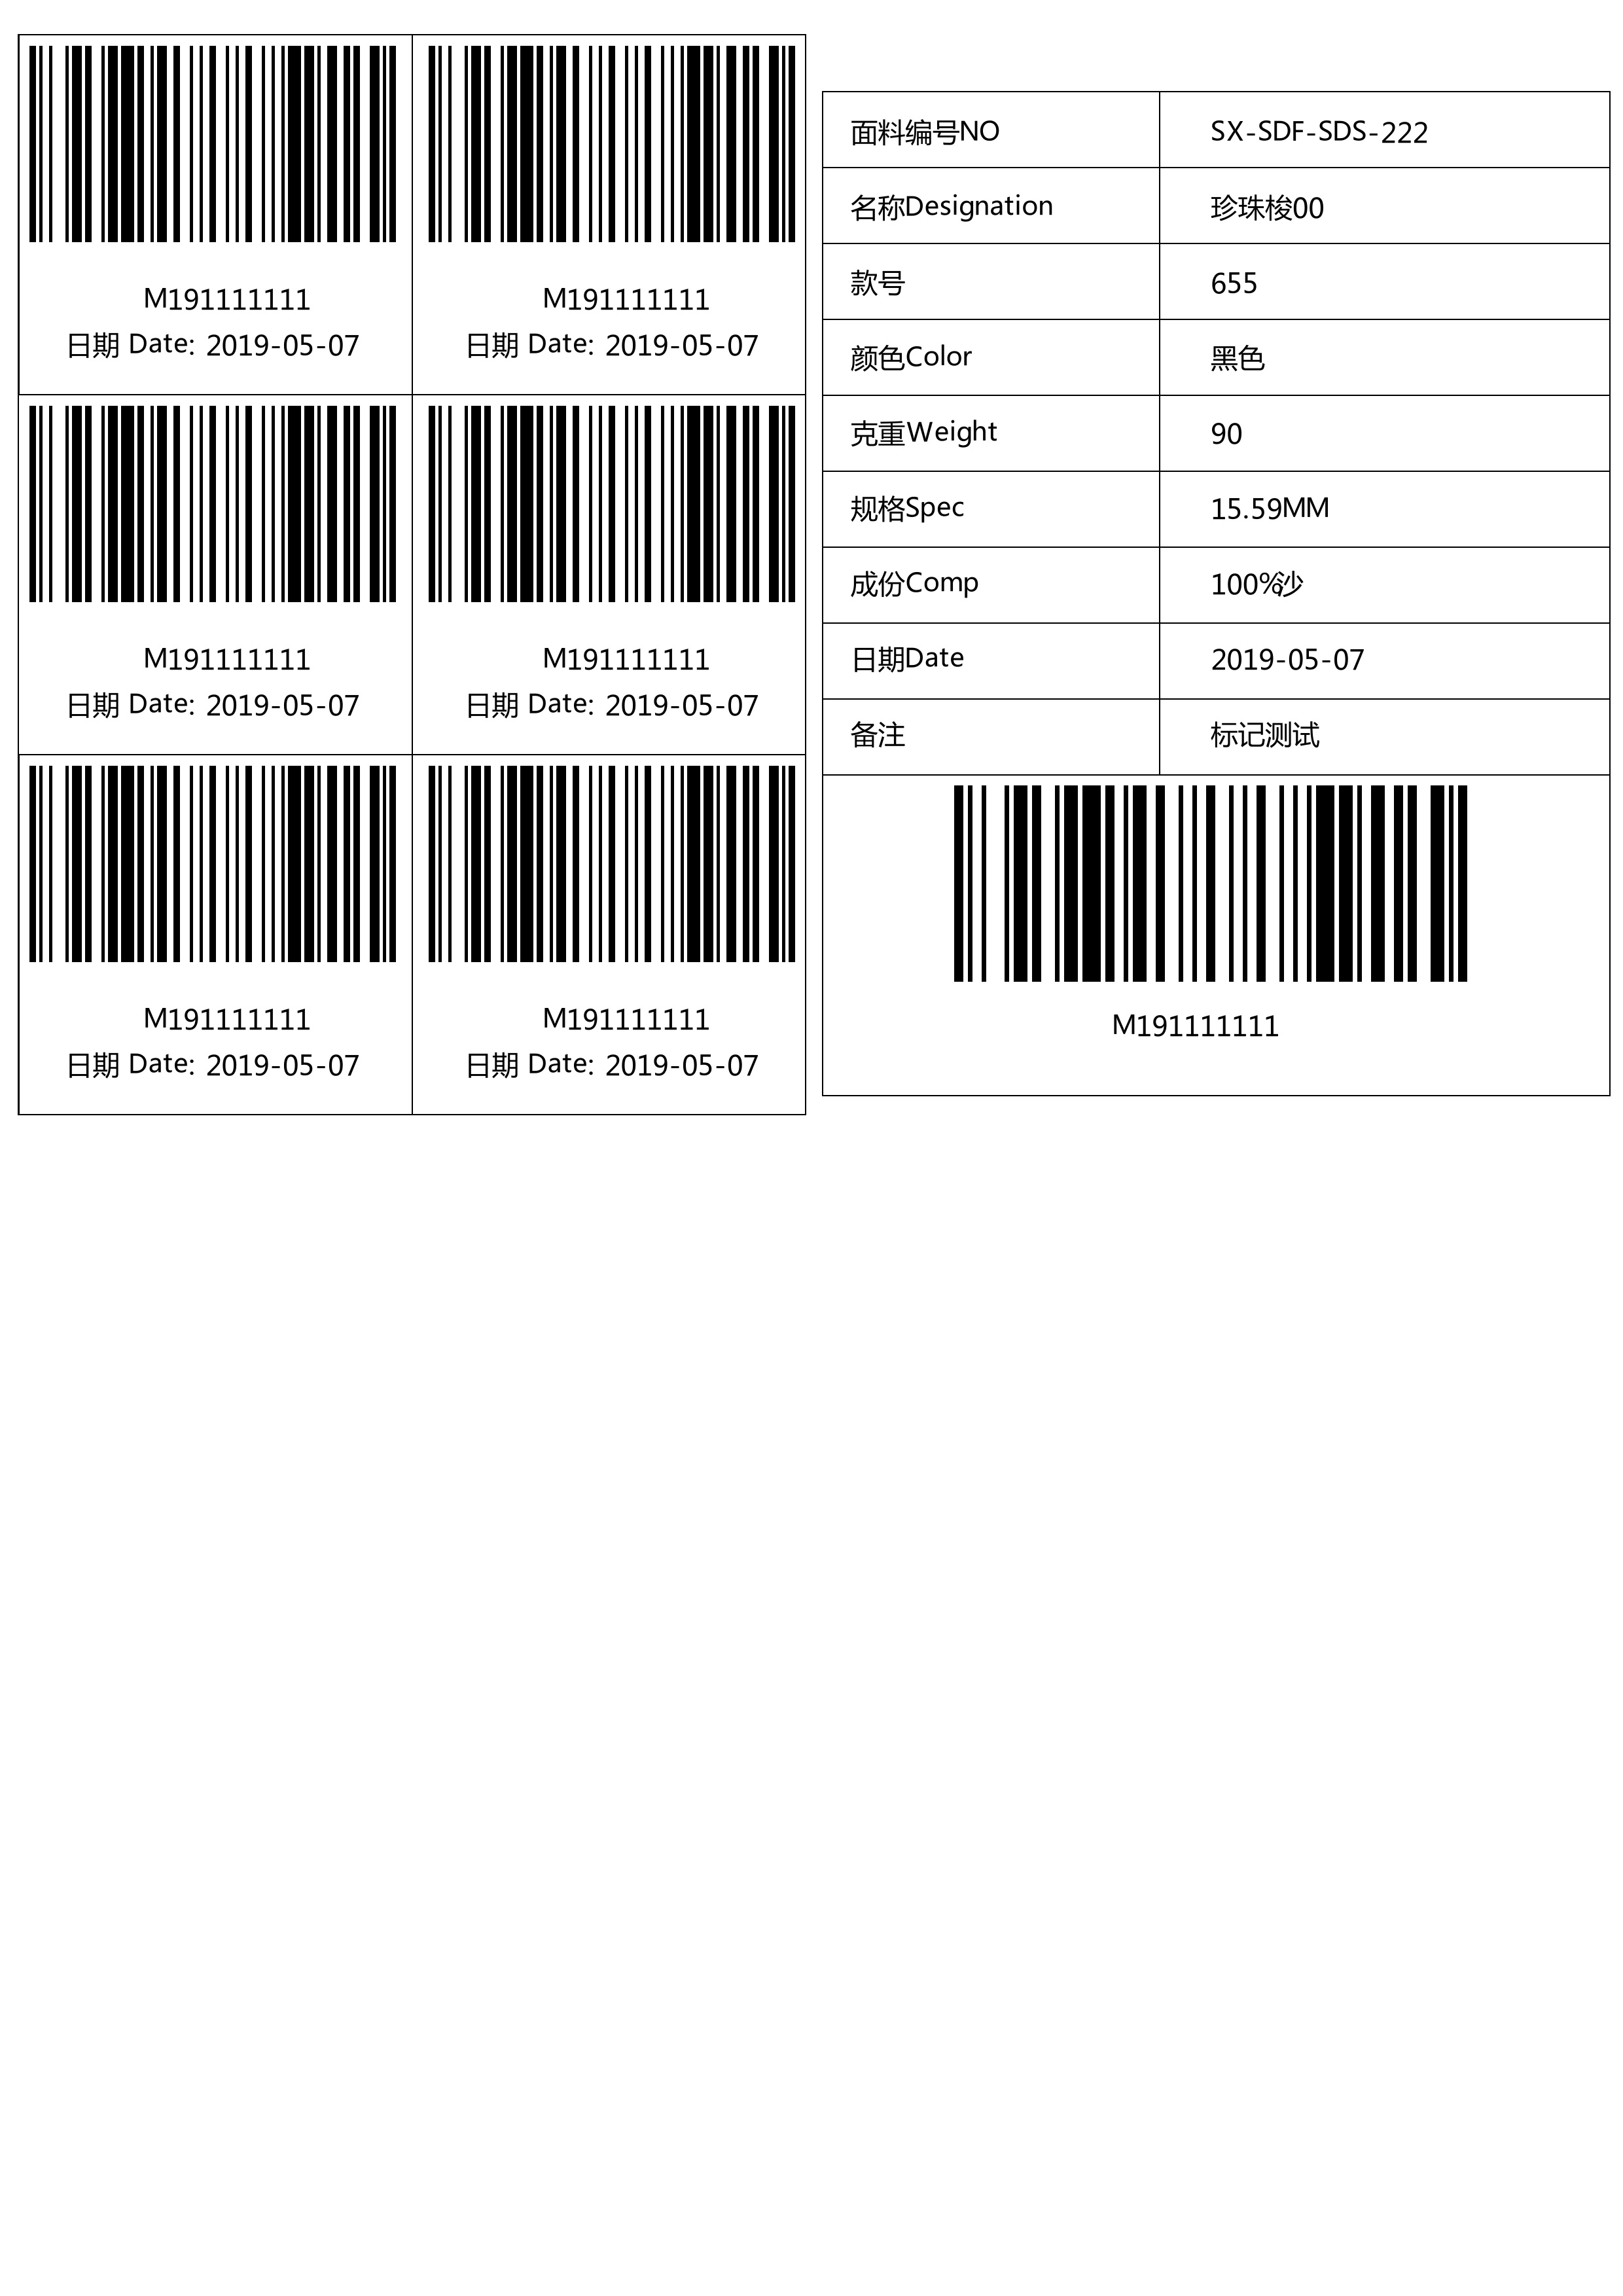 M191111111
日期 Date: 2019-05-07
M191111111
日期 Date: 2019-05-07
M191111111
日期 Date: 2019-05-07
M191111111
日期 Date: 2019-05-07
M191111111
日期 Date: 2019-05-07
M191111111
日期 Date: 2019-05-07
面料编号NO SX-SDF-SDS-222
名称Designation 珍珠梭00
款号 655
颜色Color 黑色
克重Weight 90
规格Spec 15.59MM
成份Comp 100%沙
日期Date 2019-05-07
备注 标记测试
M191111111